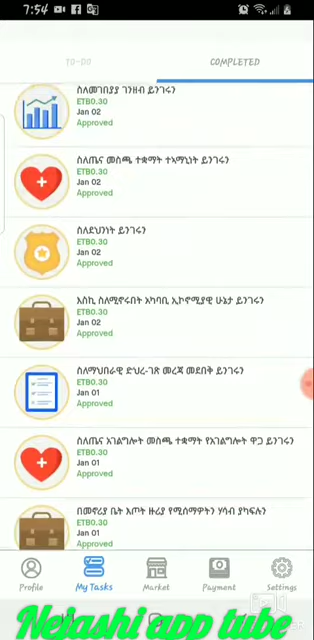 7:54
TO-DO
COMPLETED
ስለመገበያያ ገንዘብ ይንገሩን
ETB0.30
Jan 02
Approved
ስለጤና መስጫ ተቋማት ተኣማኒነት ይንገሩን
ETB0.30
Jan 02
Approved
ስለደህንነት ይንገሩን
ETB0.30
Jan 02
Approved
እስኪ ስለሚኖሩበት አካባቢ ኢኮኖሚያዊ ሁኔታ ይንገሩን
ETB0.30
Jan 02
Approved
ስለማህበራዊ ድህረ-ገጽ መረጃ መደበቅ ይንገሩን
ETB0.30
Jan 01
Approved
ስለጤና አገልግሎት መስጫ ተቋማት የአገልግሎት ዋጋ ይንገሩን
ETB0.30
Jan 01
Approved
በመኖሪያ ቤት እጦት ዙሪያ የሚሰማዎትን ሃሳብ ያካፍሉን
ETB0.30
Jan 01
Approved
Profile
My Tasks
Market
Payment
Settings
Nejashi app tube